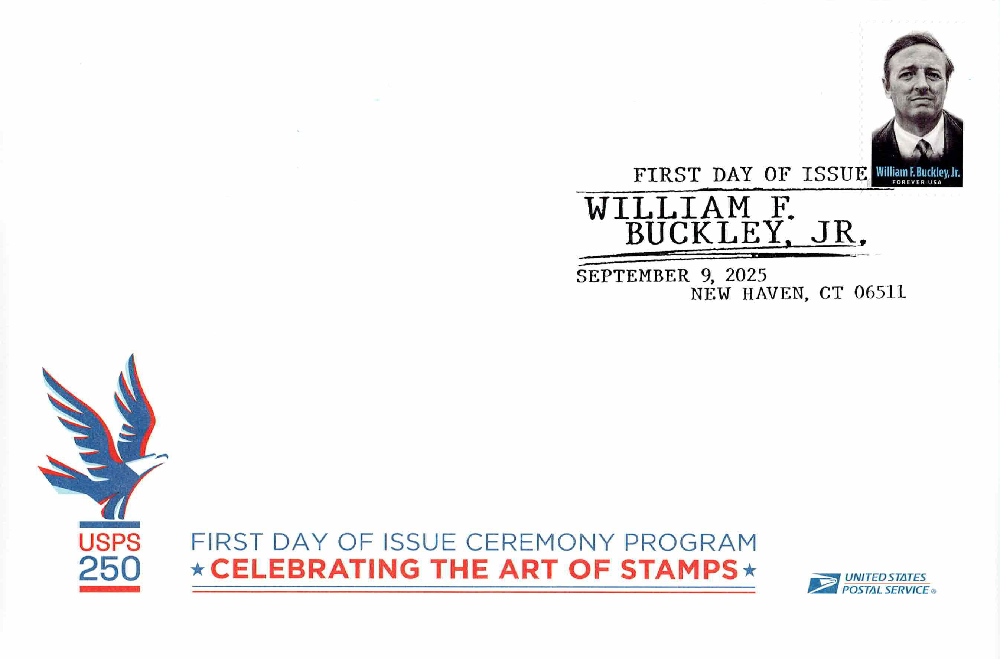 William F. Buckley, Jr.
FOREVER USA
FIRST DAY OF ISSUE
WILLIAM F.
BUCKLEY, JR.
SEPTEMBER 9, 2025
NEW HAVEN, CT 06511
USPS
250
FIRST DAY OF ISSUE CEREMONY PROGRAM
★ CELEBRATING THE ART OF STAMPS ★
UNITED STATES
POSTAL SERVICE ®